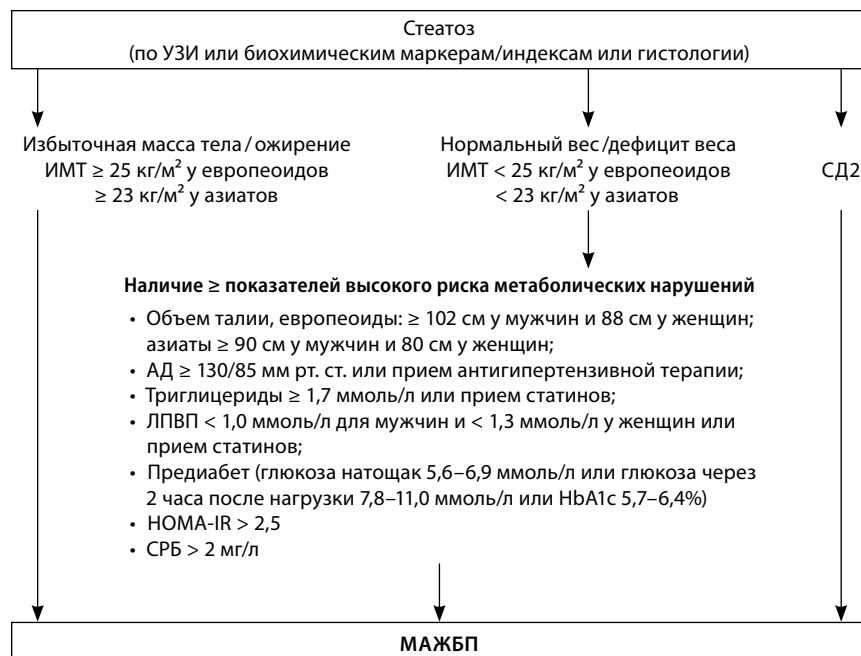 Стеатоз
(по УЗИ или биохимическим маркерам/индексам или гистологии)
Избыточная масса тела / ожирение
ИМТ ≥ 25 кг/м² у европеоидов
≥ 23 кг/м² у азиатов
Нормальный вес / дефицит веса
ИМТ < 25 кг/м² у европеоидов
< 23 кг/м² у азиатов
СД2
Наличие ≥ показателей высокого риска метаболических нарушений
• Объем талии, европеоиды: ≥ 102 см у мужчин и 88 см у женщин;
азиаты ≥ 90 см у мужчин и 80 см у женщин;
• АД ≥ 130/85 мм рт. ст. или прием антигипертензивной терапии;
• Триглицериды ≥ 1,7 ммоль/л или прием статинов;
• ЛПВП < 1,0 ммоль/л для мужчин и < 1,3 ммоль/л у женщин или
прием статинов;
• Предиабет (глюкоза натощак 5,6–6,9 ммоль/л или глюкоза через
2 часа после нагрузки 7,8–11,0 ммоль/л или HbA1c 5,7–6,4%)
• HOMA-IR > 2,5
• СРБ > 2 мг/л
МАЖБП